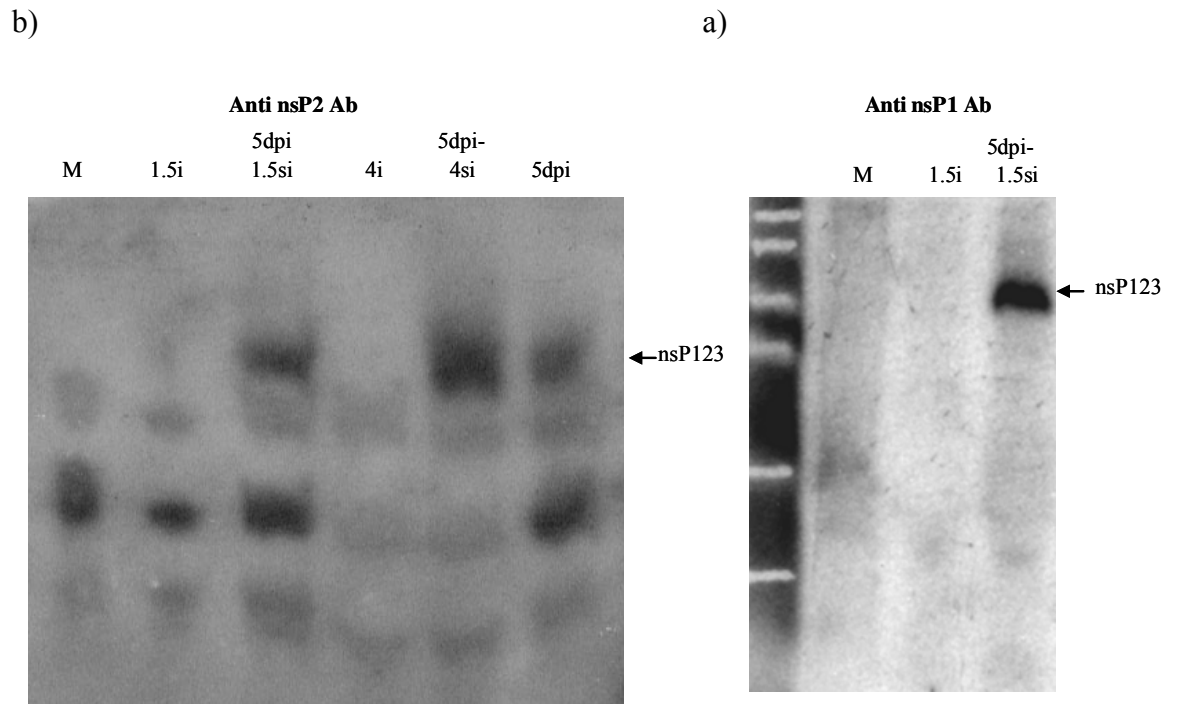 b)
a)
Anti nsP2 Ab
M 1.5i 5dpi 1.5si 4i 5dpi- 4si 5dpi
nsP123
Anti nsP1 Ab
M 1.5i 5dpi- 1.5si
nsP123